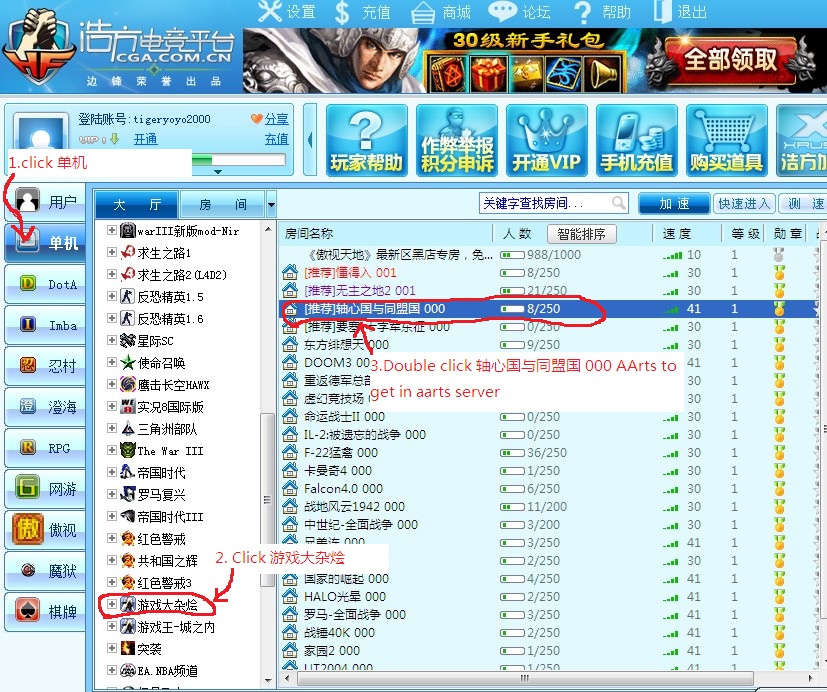 设置
充值
商城
论坛
帮助
退出
浩方电竞平台
CGA.COM.CN
边锋荣誉出品
30级新手礼包
全部领取
登陆账号: tigeryoyo2000
分享
VIP1
开通
充值
玩家帮助
作弊举报
积分申诉
开通VIP
手机充值
购买道具
浩方加
1.click 单机
用户
单机
DotA
Imba
忍村
澄海
RPG
网游
傲视
魔狱
棋牌
大厅
房间
warIII新版mod-Nir
求生之路1
求生之路2(L4D2)
反恐精英1.5
反恐精英1.6
星际SC
使命召唤
鹰击长空HAWX
实况8国际版
三角洲部队
The War III
帝国时代
罗马复兴
帝国时代III
红色警戒
共和国之辉
红色警戒3
游戏大杂烩
游戏王-城之内
突袭
EA.NBA频道
2. Click 游戏大杂烩
关键字查找房间...
加速
快速进入
测速
房间名称 人数 智能排序 速度 等级 勋章
《傲视天地》最新区黑店专房，免... 988/1000 10 1
[推荐]懂得入 001 8/250 30 1
[推荐]无主之地2 001 21/250 30 1
[推荐]轴心国与同盟国 000 8/250 41 1
[推荐]要塞 十字军东征 000 0/250 30 1
东方绯想天 000 0/250 30 1
DOOM3 000
3.Double click 轴心国与同盟国 000 AArts to
get in aarts server
重返德军总部 30 1
虚幻竞技场 30 1
命运战士II 000 0/250 30 1
IL-2:被遗忘的战争 000 0/250 30 1
F-22猛禽 000 36/250 30 1
卡曼奇4 000 1/250 30 1
Falcon4.0 000 6/250 30 1
战地风云1942 000 11/200 30 1
中世纪-全面战争 000 3/200 30 1
兄弟连 000 3/250 41 1
2/250 41 1
国家的崛起 000 4/250 41 1
HALO光晕 000 2/250 41 1
罗马-全面战争 000 3/250 30 1
战锤40K 000 2/250 30 1
家园2 000 1/250 30 1
UT2004 000 1/250 30 1